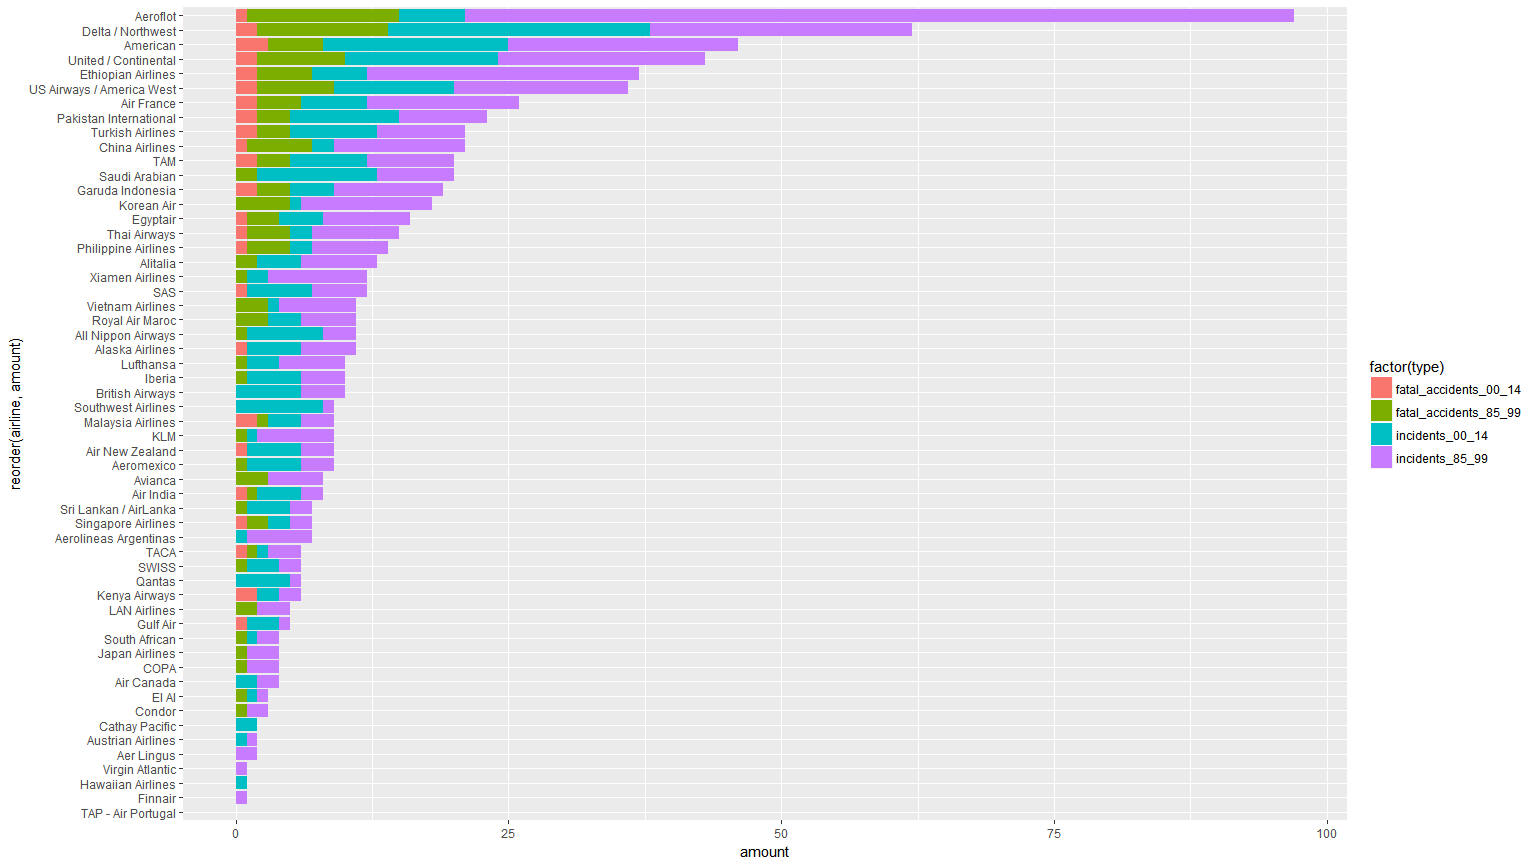 Aeroflot
Delta / Northwest
American
United / Continental
Ethiopian Airlines
US Airways / America West
Air France
Pakistan International
Turkish Airlines
China Airlines
TAM
Saudi Arabian
Garuda Indonesia
Korean Air
Egyptair
Thai Airways
Philippine Airlines
Alitalia
Xiamen Airlines
SAS
Vietnam Airlines
Royal Air Maroc
All Nippon Airways
Alaska Airlines
Lufthansa
Iberia
British Airways
Southwest Airlines
Malaysia Airlines
KLM
Air New Zealand
Aeromexico
Avianca
Air India
Sri Lankan / AirLanka
Singapore Airlines
Aerolineas Argentinas
TACA
SWISS
Qantas
Kenya Airways
LAN Airlines
Gulf Air
South African
Japan Airlines
COPA
Air Canada
El Al
Condor
Cathay Pacific
Austrian Airlines
Aer Lingus
Virgin Atlantic
Hawaiian Airlines
Finnair
TAP - Air Portugal
reorder(airline, amount)
0 25 50 75 100
amount
factor(type)
fatal_accidents_00_14
fatal_accidents_85_99
incidents_00_14
incidents_85_99